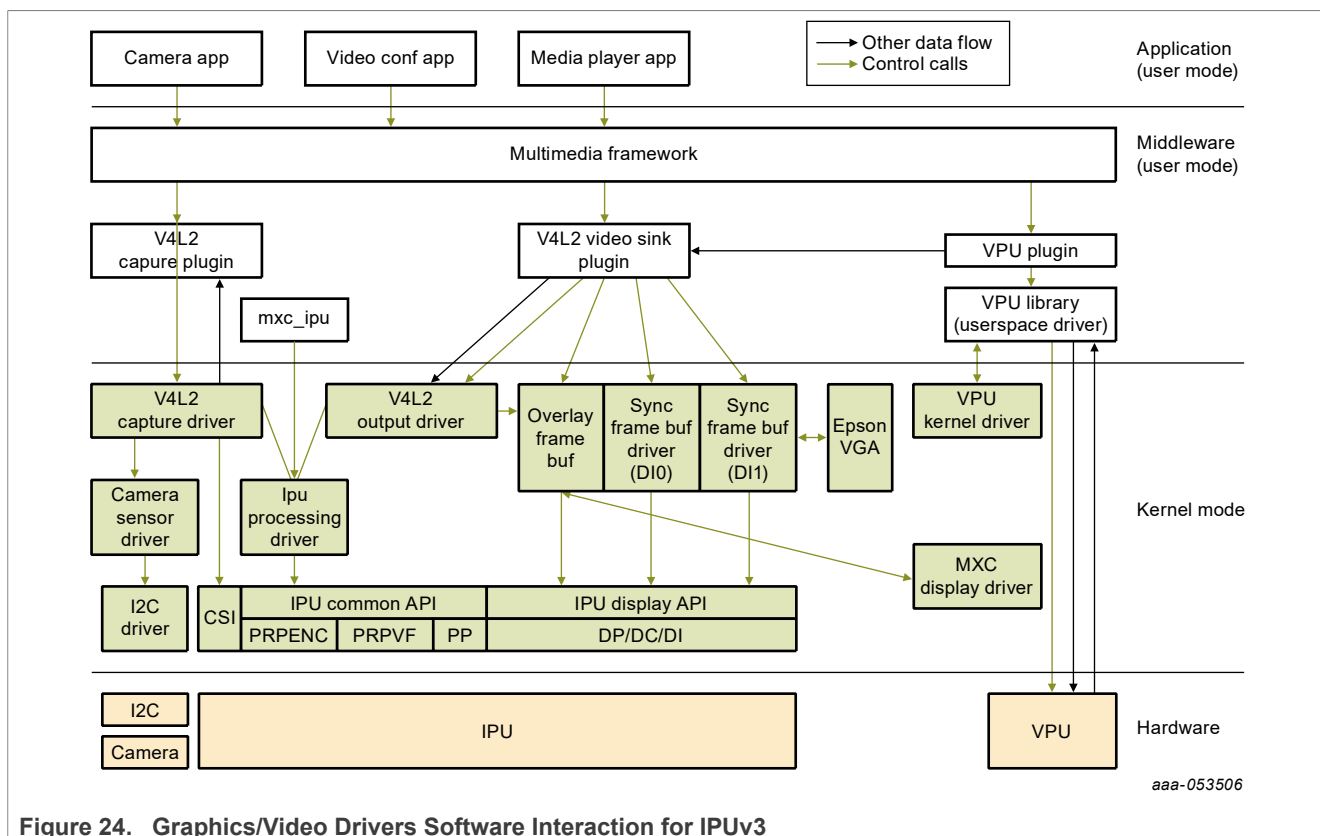 Camera app
Video conf app
Media player app
Other data flow
Control calls
Application
(user mode)
Multimedia framework
Middleware
(user mode)
V4L2
capure plugin
V4L2 video sink
plugin
VPU plugin
mxc_ipu
VPU library
(userspace driver)
V4L2
capture driver
V4L2
output driver
Overlay
frame
buf
Sync
frame buf
driver
(DI0)
Sync
frame buf
driver
(DI1)
Epson
VGA
VPU
kernel driver
Camera
sensor
driver
Ipu
processing
driver
Kernel mode
MXC
display driver
I2C
driver
CSI
IPU common API
IPU display API
PRPENC
PRPVF
PP
DP/DC/DI
I2C
Camera
IPU
VPU
Hardware
aaa-053506
Figure 24. Graphics/Video Drivers Software Interaction for IPUv3